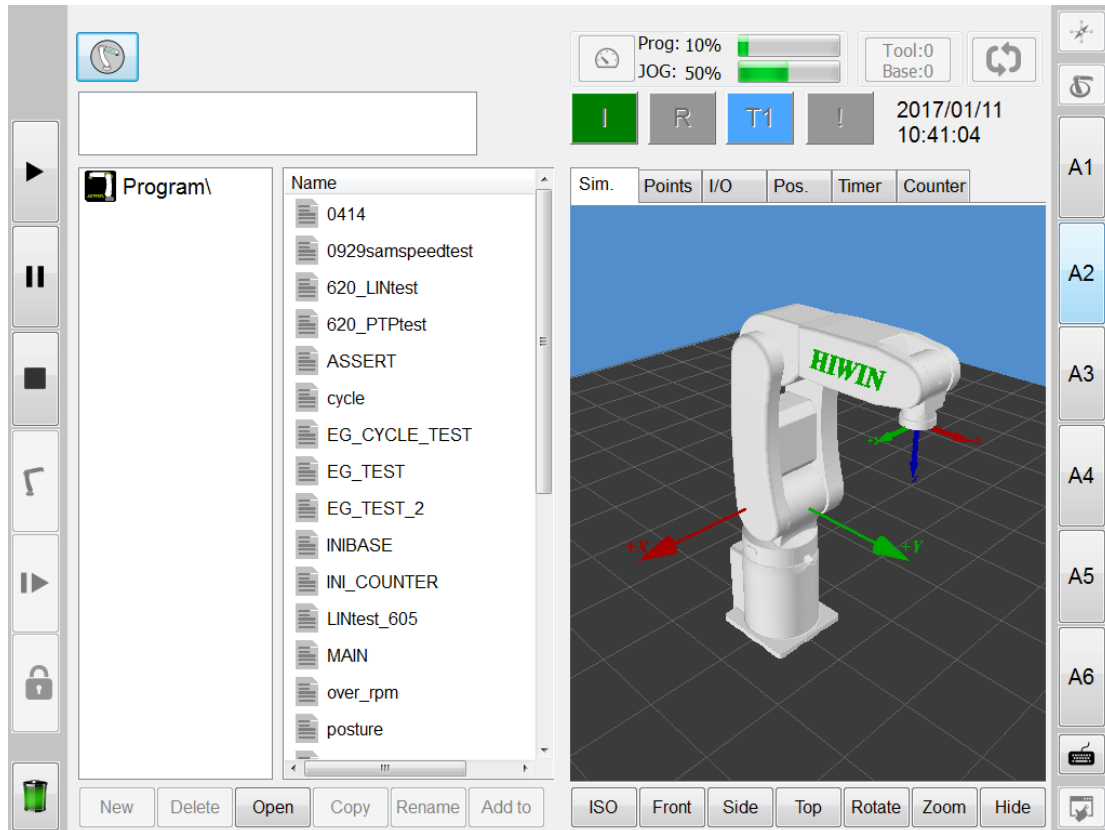 Prog: 10%
JOG: 50%
Tool:0
Base:0
I
R
T1
!
2017/01/11
10:41:04
Program\
Name
0414
0929samspeedtest
620_LINtest
620_PTPtest
ASSERT
cycle
EG_CYCLE_TEST
EG_TEST
EG_TEST_2
INIBASE
INI_COUNTER
LINtest_605
MAIN
over_rpm
posture
New
Delete
Open
Copy
Rename
Add to
Sim.
Points
I/O
Pos.
Timer
Counter
HIWIN
+X
+Y
ISO
Front
Side
Top
Rotate
Zoom
Hide
A1
A2
A3
A4
A5
A6